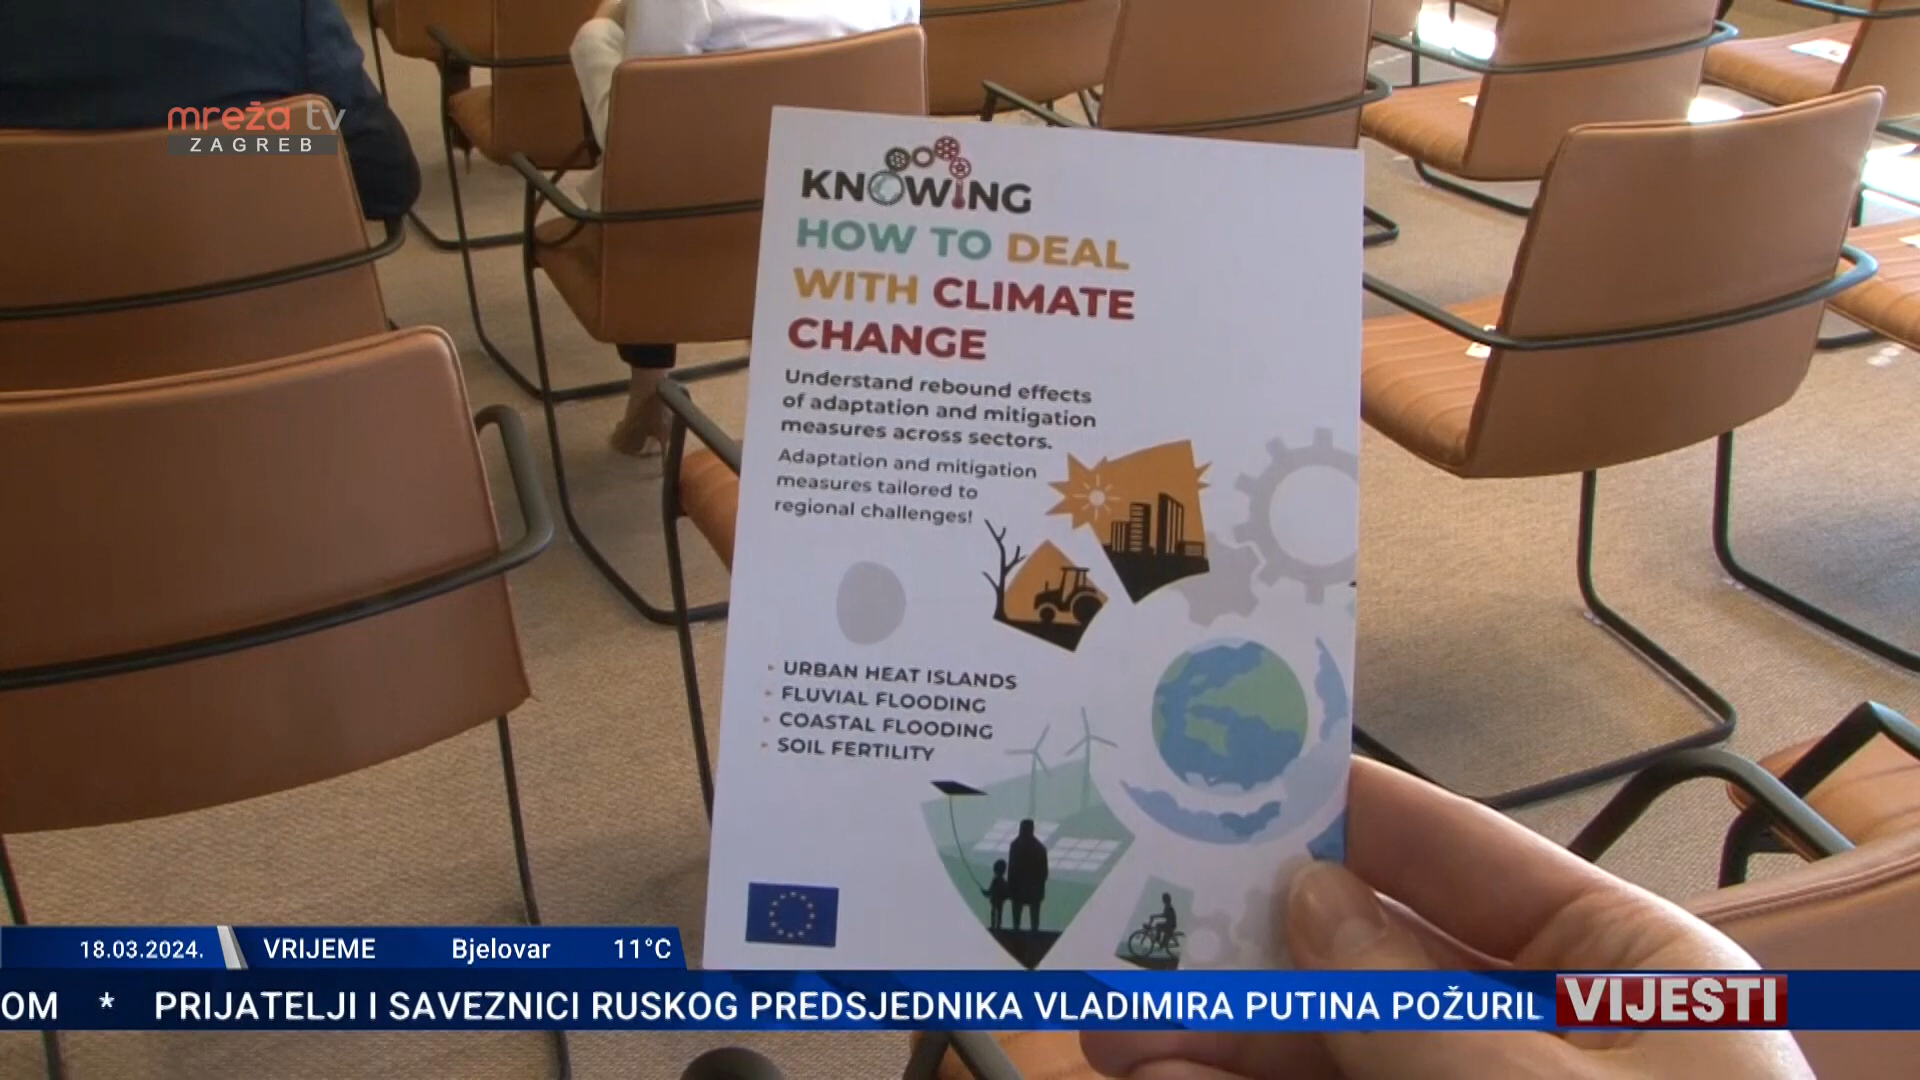 mreža tv
ZAGREB
KNOWING
HOW TO DEAL
WITH CLIMATE
CHANGE
Understand rebound effects
of adaptation and mitigation
measures across sectors.
Adaptation and mitigation
measures tailored to
regional challenges!
URBAN HEAT ISLANDS
FLUVIAL FLOODING
COASTAL FLOODING
SOIL FERTILITY
18.03.2024. VRIJEME Bjelovar 11°C
OM * PRIJATELJI I SAVEZNICI RUSKOG PREDSJEDNIKA VLADIMIRA PUTINA POŽURIL VIJESTI